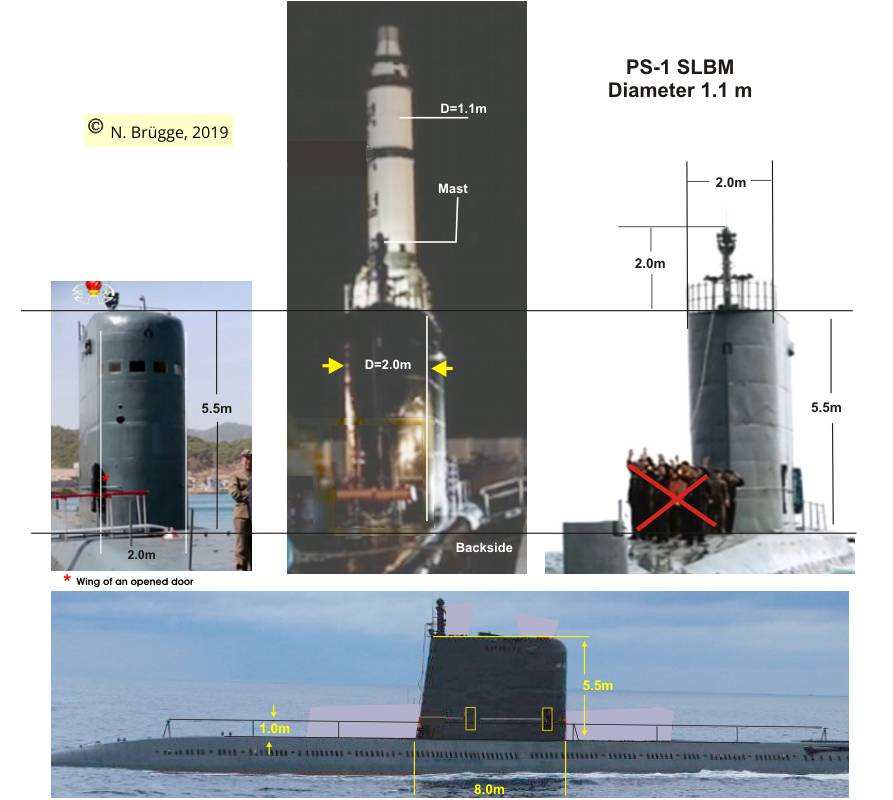 PS-1 SLBM
Diameter 1.1 m
© N. Brügge, 2019
D=1.1m
Mast
2.0m
2.0m
D=2.0m
5.5m
5.5m
2.0m
Backside
* Wing of an opened door
5.5m
1.0m
8.0m